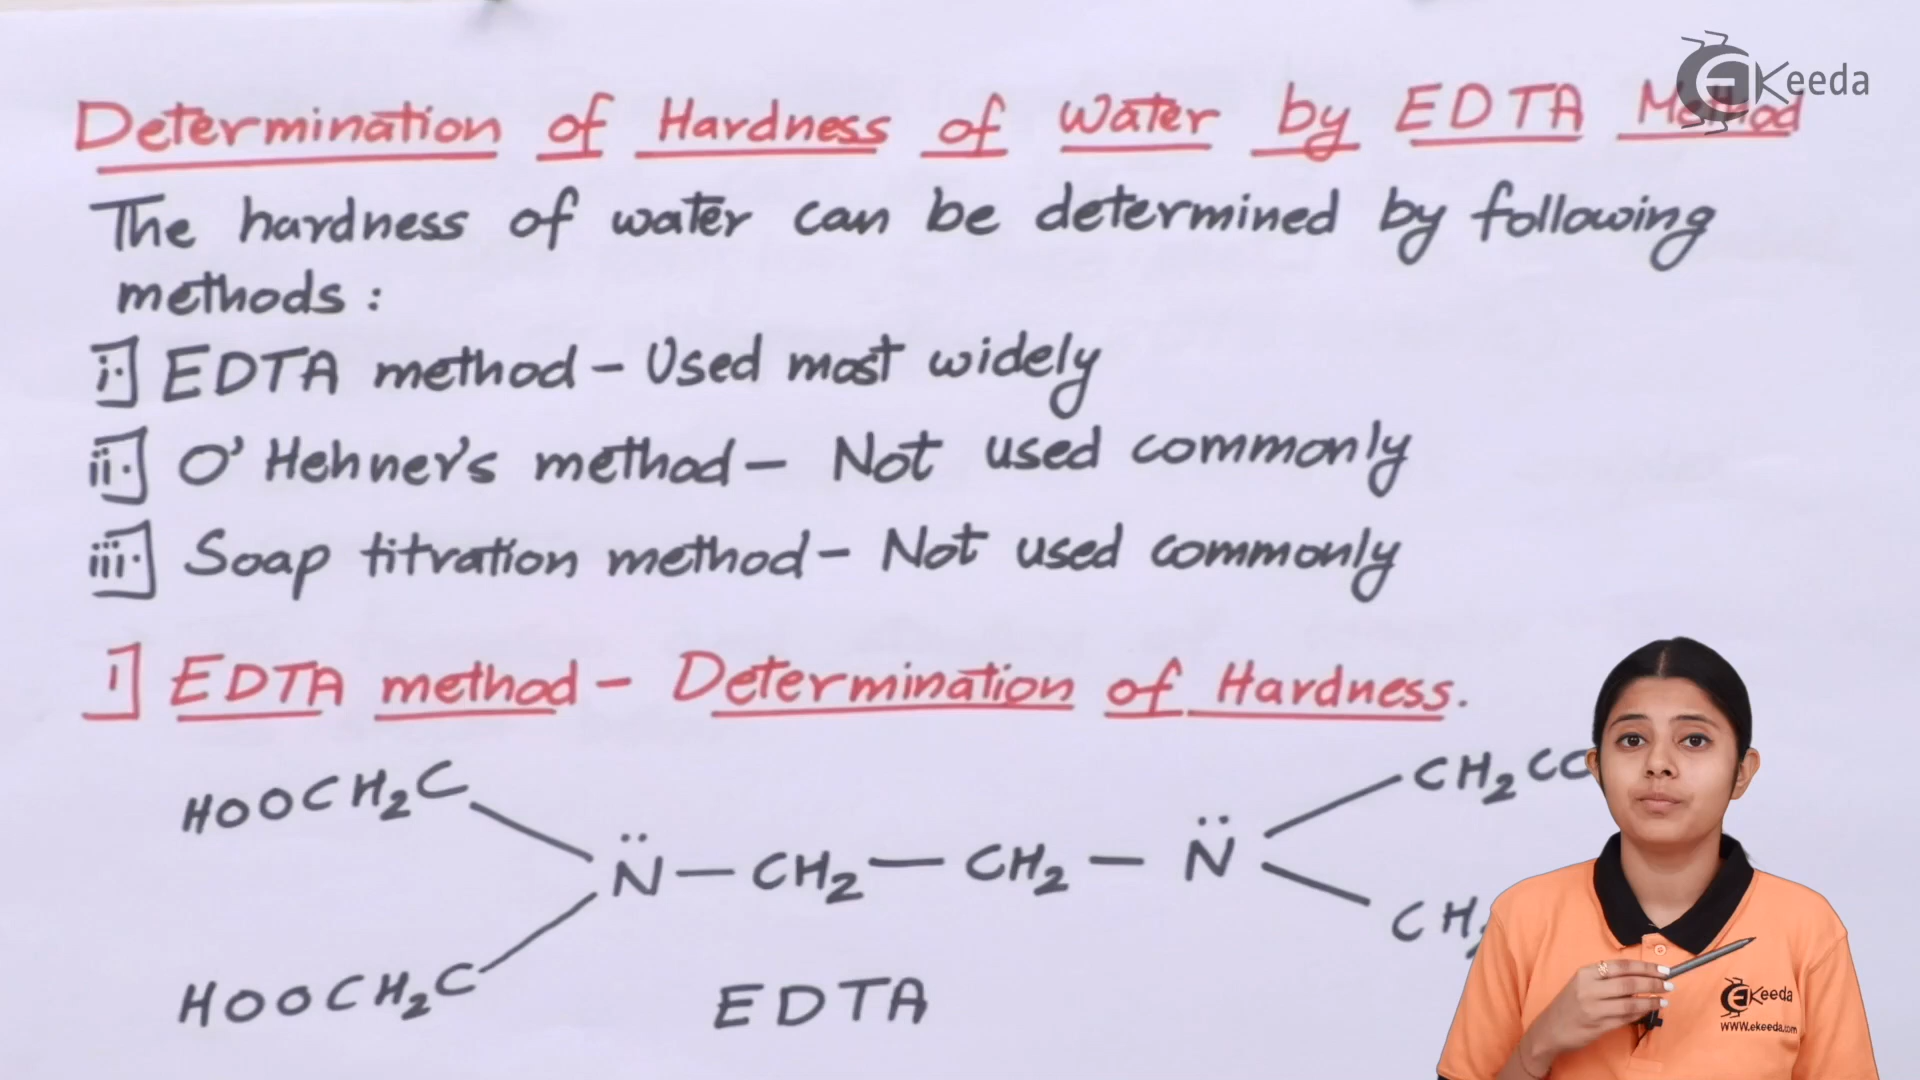 Keeda
Determination of Hardness of Water by EDTA Method
The hardness of water can be determined by following
methods :
i. EDTA method - Used most widely
ii. O' Hehner's method - Not used commonly
iii. Soap titration method - Not used commonly
1 EDTA method - Determination of Hardness.
HOOCH₂C
CH₂CO
N̈ — CH₂ — CH₂ — N̈
HOOCH₂C
CH₂
EDTA
Keeda
www.ekeeda.com